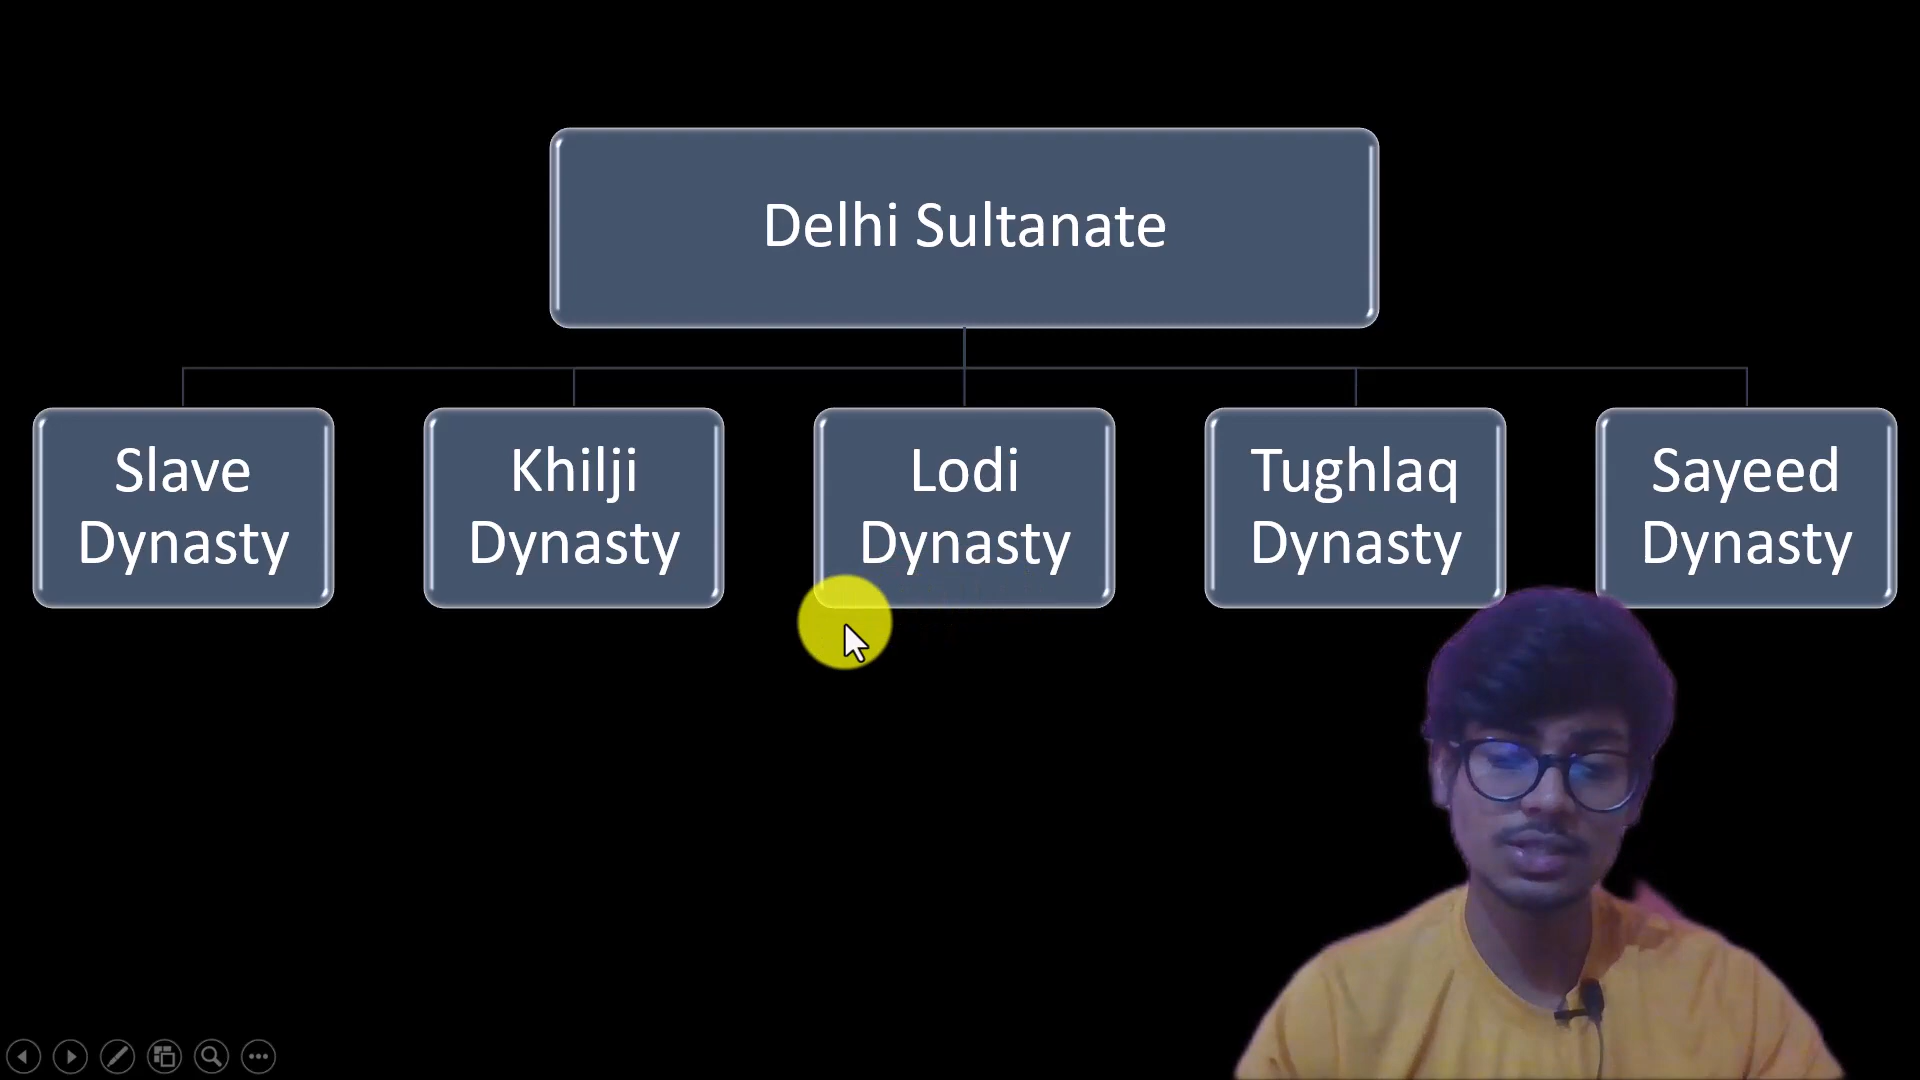 Delhi Sultanate
Slave
Dynasty
Khilji
Dynasty
Lodi
Dynasty
Tughlaq
Dynasty
Sayeed
Dynasty